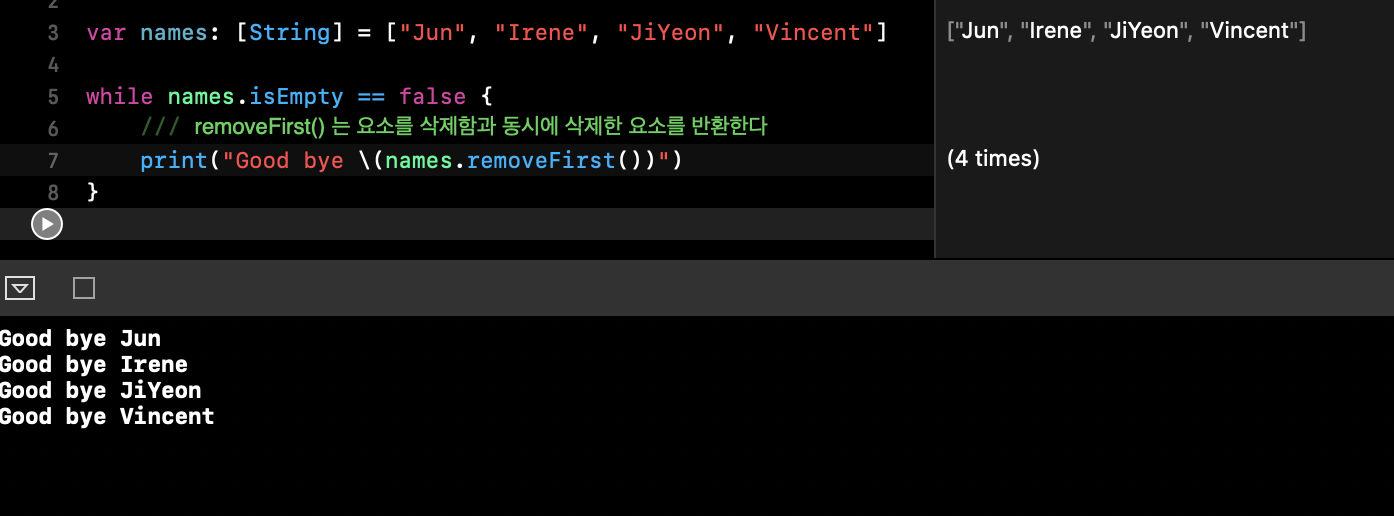 2
3 var names: [String] = ["Jun", "Irene", "JiYeon", "Vincent"]
["Jun", "Irene", "JiYeon", "Vincent"]
4
5 while names.isEmpty == false {
6 /// removeFirst() 는 요소를 삭제함과 동시에 삭제한 요소를 반환한다
7 print("Good bye \(names.removeFirst())")
(4 times)
8 }
Good bye Jun
Good bye Irene
Good bye JiYeon
Good bye Vincent